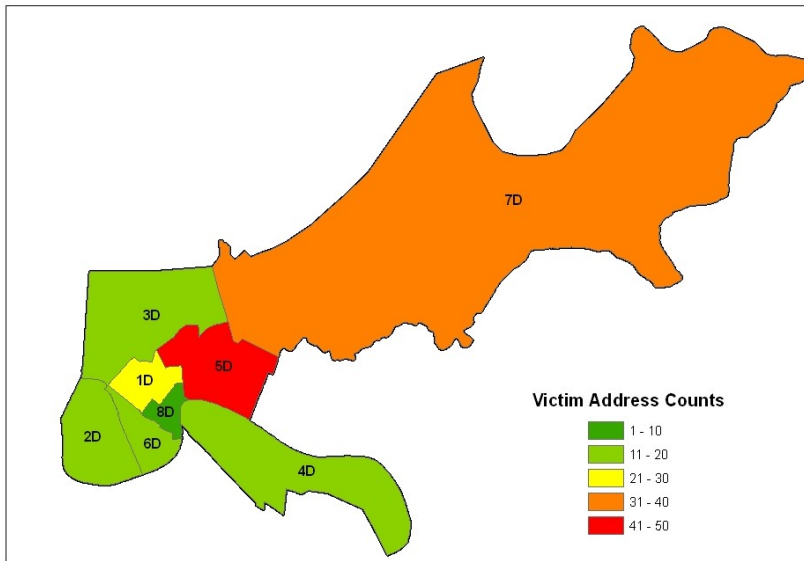 7D
3D
5D
1D
8D
2D
6D
4D
Victim Address Counts
1 - 10
11 - 20
21 - 30
31 - 40
41 - 50